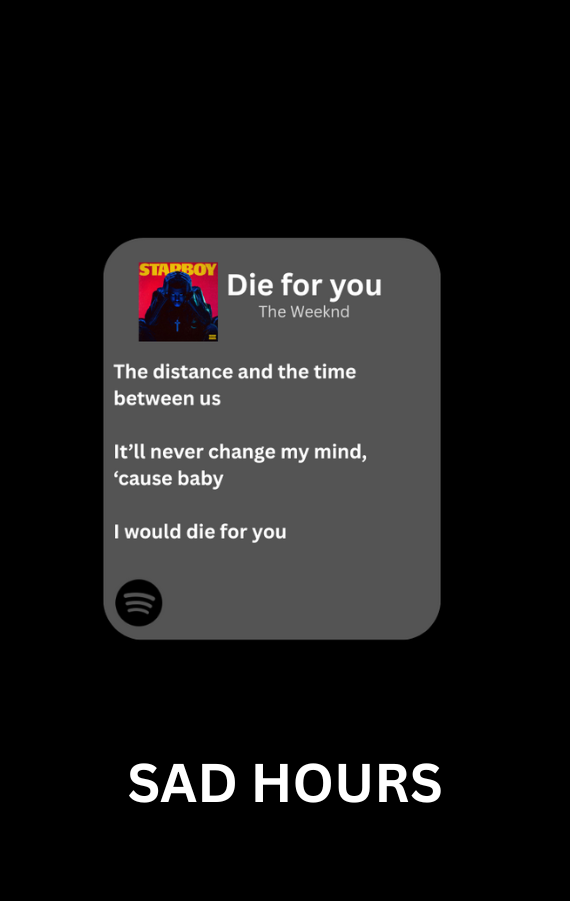 STARBOY
Die for you
The Weeknd
The distance and the time
between us
It’ll never change my mind,
‘cause baby
I would die for you
SAD HOURS